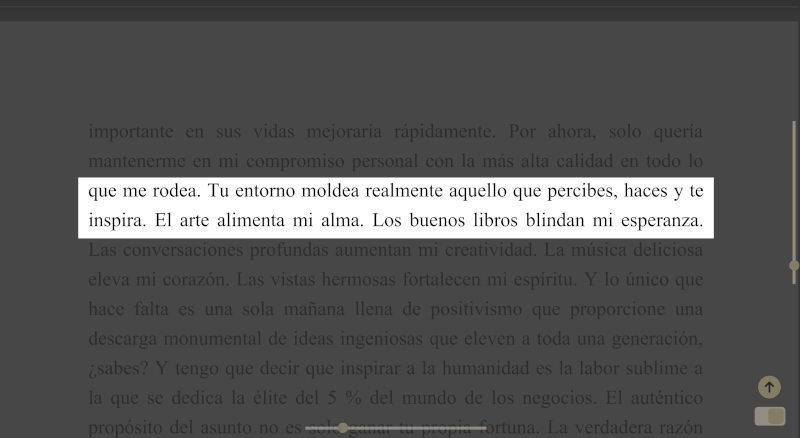 importante en sus vidas mejoraría rápidamente. Por ahora, solo quería
mantenerme en mi compromiso personal con la más alta calidad en todo lo
que me rodea. Tu entorno moldea realmente aquello que percibes, haces y te
inspira. El arte alimenta mi alma. Los buenos libros blindan mi esperanza.
Las conversaciones profundas aumentan mi creatividad. La música deliciosa
eleva mi corazón. Las vistas hermosas fortalecen mi espíritu. Y lo único que
hace falta es una sola mañana llena de positivismo que proporcione una
descarga monumental de ideas ingeniosas que eleven a toda una generación,
¿sabes? Y tengo que decir que inspirar a la humanidad es la labor sublime a
la que se dedica la élite del 5 % del mundo de los negocios. El auténtico
propósito del asunto no es solo ganar tu propia fortuna. La verdadera razón